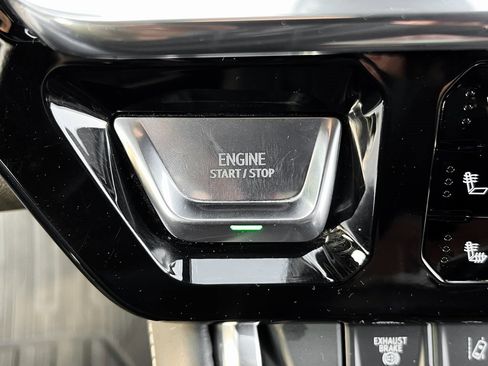 ENGINE
START / STOP
EXHAUST
BRAKE